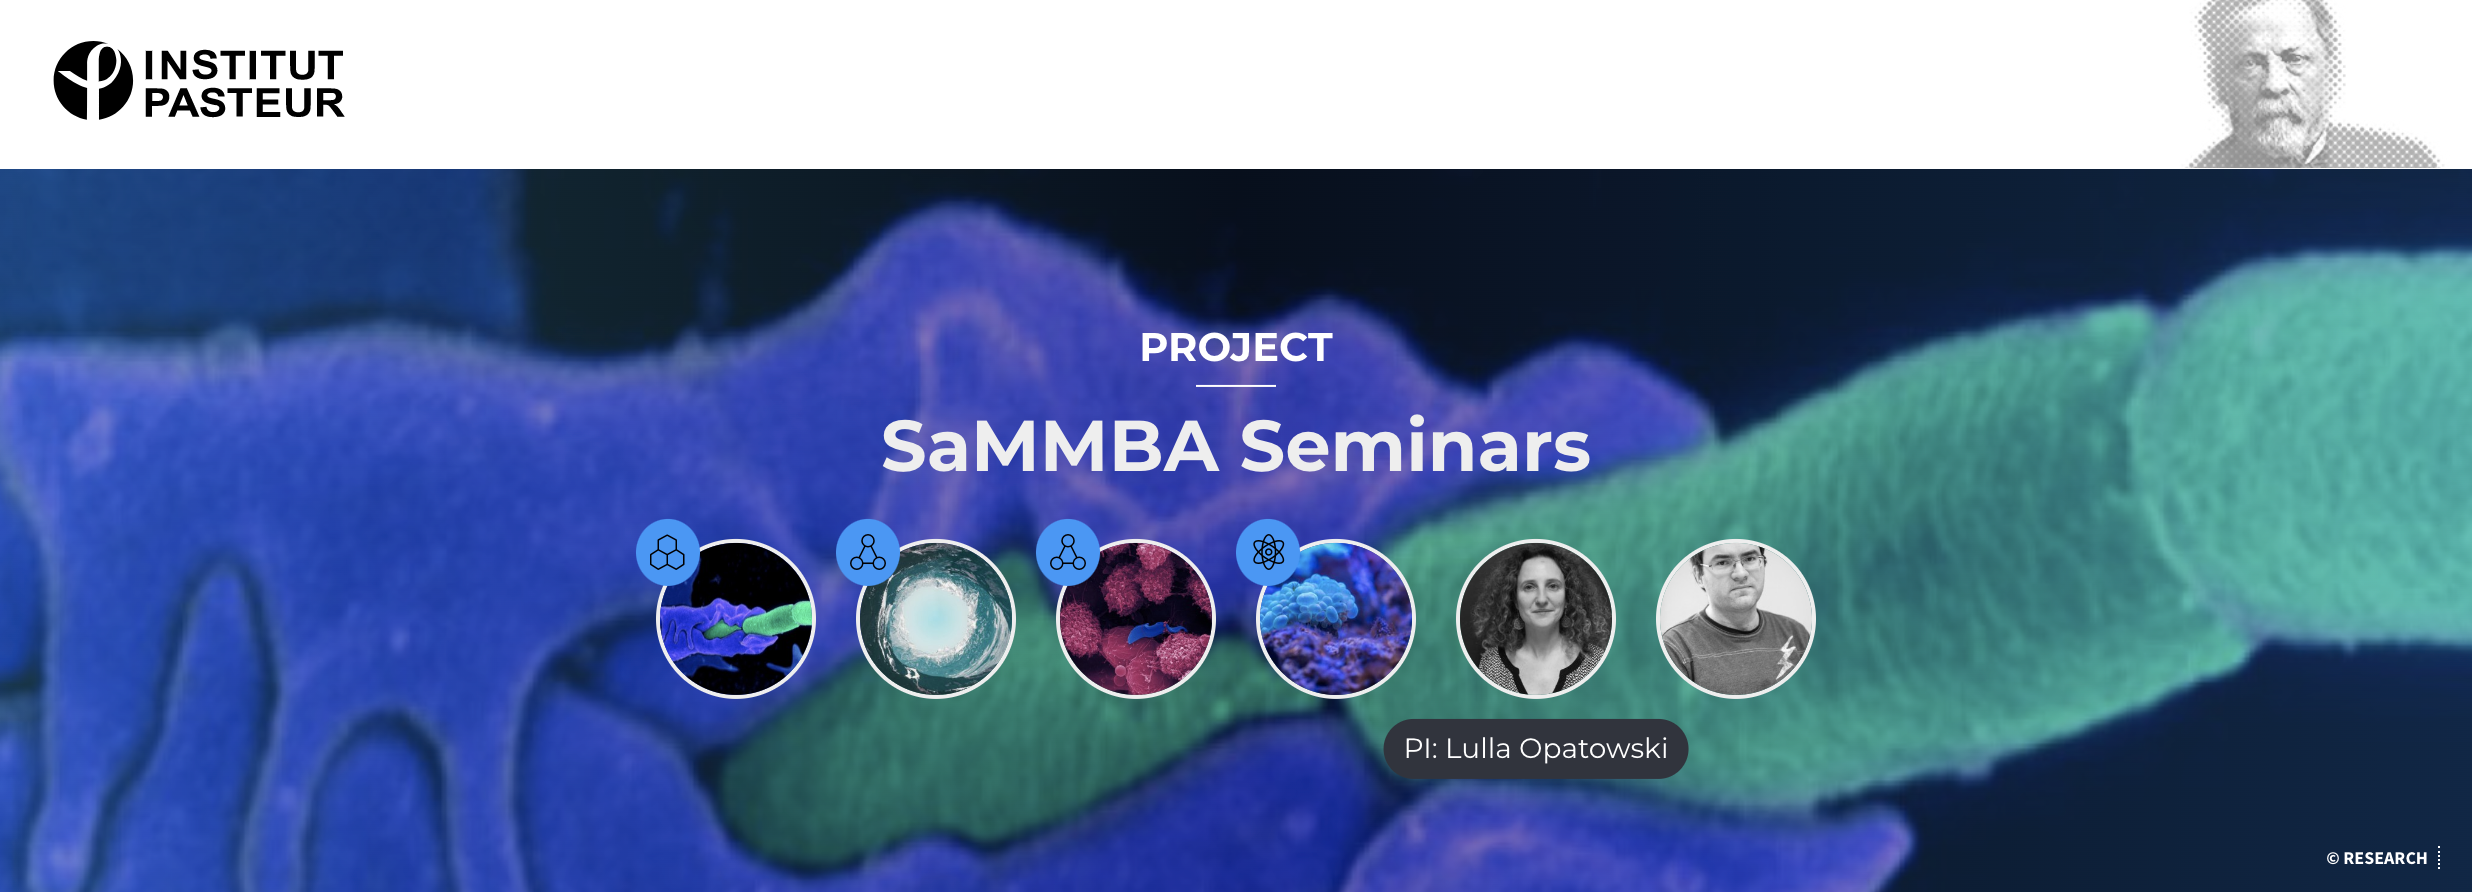 INSTITUT
PASTEUR
PROJECT
SaMMBA Seminars
PI: Lulla Opatowski
© RESEARCH